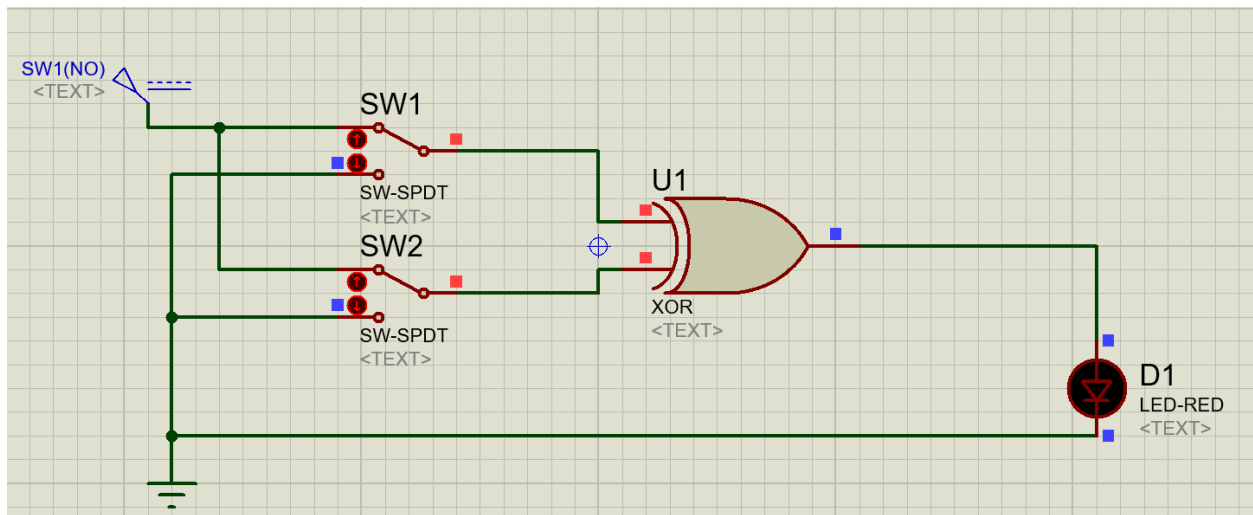 SW1(NO)
<TEXT>
SW1
SW-SPDT
<TEXT>
SW2
SW-SPDT
<TEXT>
U1
XOR
<TEXT>
D1
LED-RED
<TEXT>